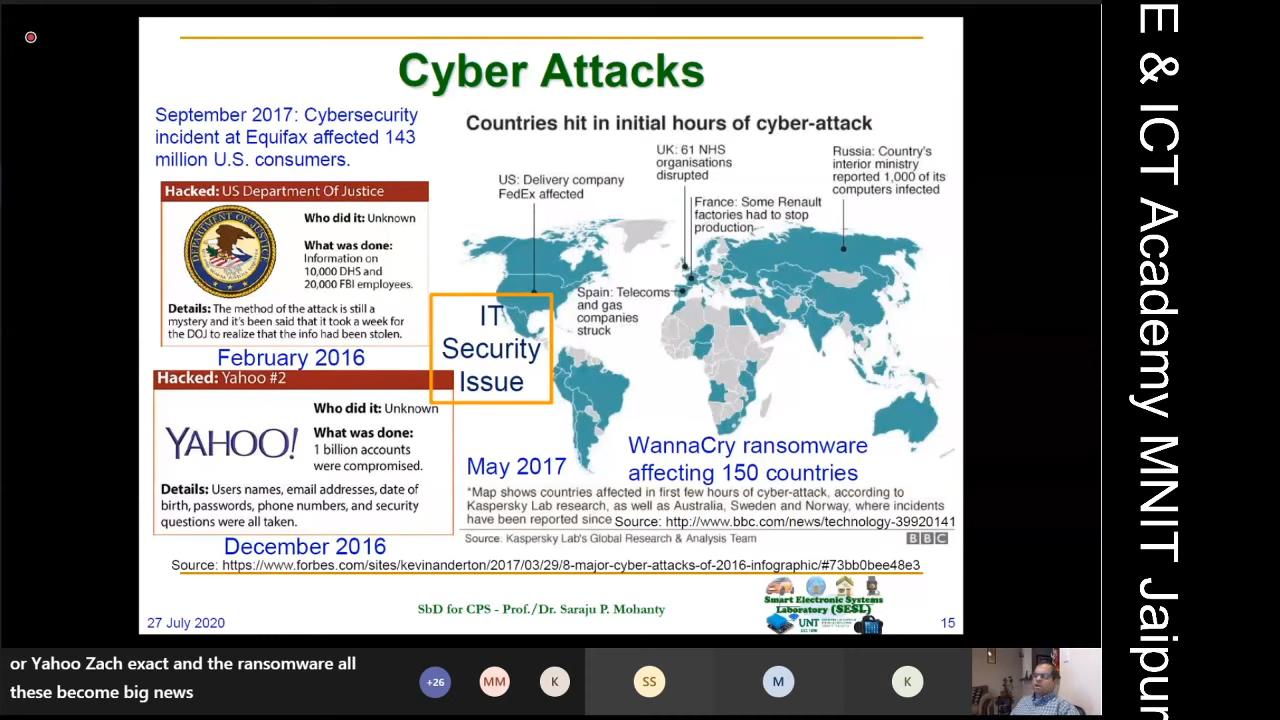 Cyber Attacks
September 2017: Cybersecurity
incident at Equifax affected 143
million U.S. consumers.
Hacked: US Department Of Justice
DEPARTMENT OF JUSTICE
Who did it: Unknown
What was done:
Information on
10,000 DHS and
20,000 FBI employees.
Details: The method of the attack is still a
mystery and it's been said that it took a week for
the DOJ to realize that the info had been stolen.
February 2016
Hacked: Yahoo #2
YAHOO!
Who did it: Unknown
What was done:
1 billion accounts
were compromised.
Details: Users names, email addresses, date of
birth, passwords, phone numbers, and security
questions were all taken.
December 2016
IT
Security
Issue
Countries hit in initial hours of cyber-attack
US: Delivery company
FedEx affected
UK: 61 NHS
organisations
disrupted
France: Some Renault
factories had to stop
production
Russia: Country's
interior ministry
reported 1,000 of its
computers infected
Spain: Telecoms
and gas
companies
struck
May 2017
WannaCry ransomware
affecting 150 countries
*Map shows countries affected in first few hours of cyber-attack, according to
Kaspersky Lab research, as well as Australia, Sweden and Norway, where incidents
have been reported since Source: http://www.bbc.com/news/technology-39920141
Source: Kaspersky Lab's Global Research & Analysis Team
BBC
Source: https://www.forbes.com/sites/kevinanderton/2017/03/29/8-major-cyber-attacks-of-2016-infographic/#73bb0bee48e3
27 July 2020
SbD for CPS - Prof./Dr. Saraju P. Mohanty
Smart Electronic Systems
Laboratory (SESL)
UNT
15
or Yahoo Zach exact and the ransomware all
these become big news
+26
MM
K
SS
M
K
E & ICT Academy MNIT Jaipur